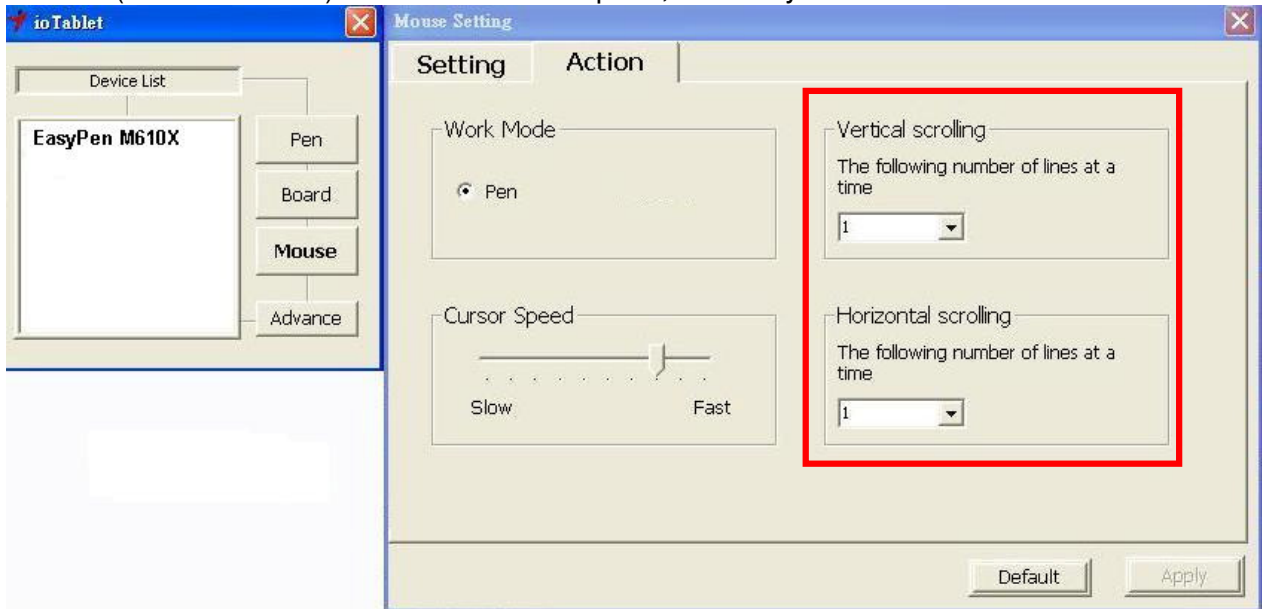 ioTablet
Device List
EasyPen M610X
Pen
Board
Mouse
Advance
Mouse Setting
Setting Action
Work Mode
Pen
Cursor Speed
Slow Fast
Vertical scrolling
The following number of lines at a
time
1
Horizontal scrolling
The following number of lines at a
time
1
Default Apply